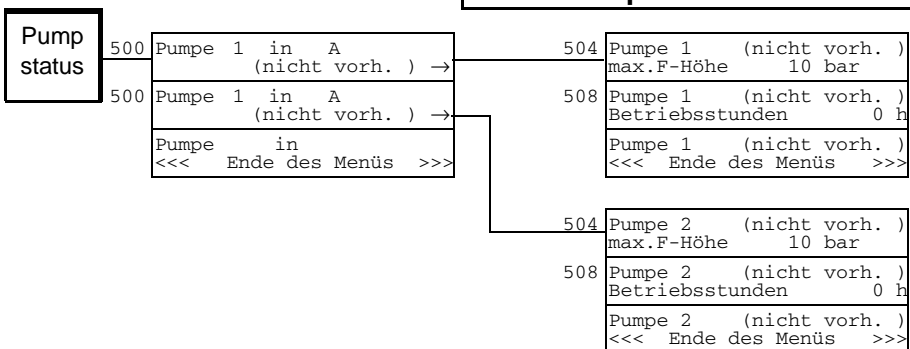 Pump
status
500 Pumpe 1 in A
(nicht vorh. ) →
500 Pumpe 1 in A
(nicht vorh. ) →
Pumpe in
<<< Ende des Menüs >>>
504 Pumpe 1 (nicht vorh. )
max.F-Höhe 10 bar
508 Pumpe 1 (nicht vorh. )
Betriebsstunden 0 h
Pumpe 1 (nicht vorh. )
<<< Ende des Menüs >>>
504 Pumpe 2 (nicht vorh. )
max.F-Höhe 10 bar
508 Pumpe 2 (nicht vorh. )
Betriebsstunden 0 h
Pumpe 2 (nicht vorh. )
<<< Ende des Menüs >>>